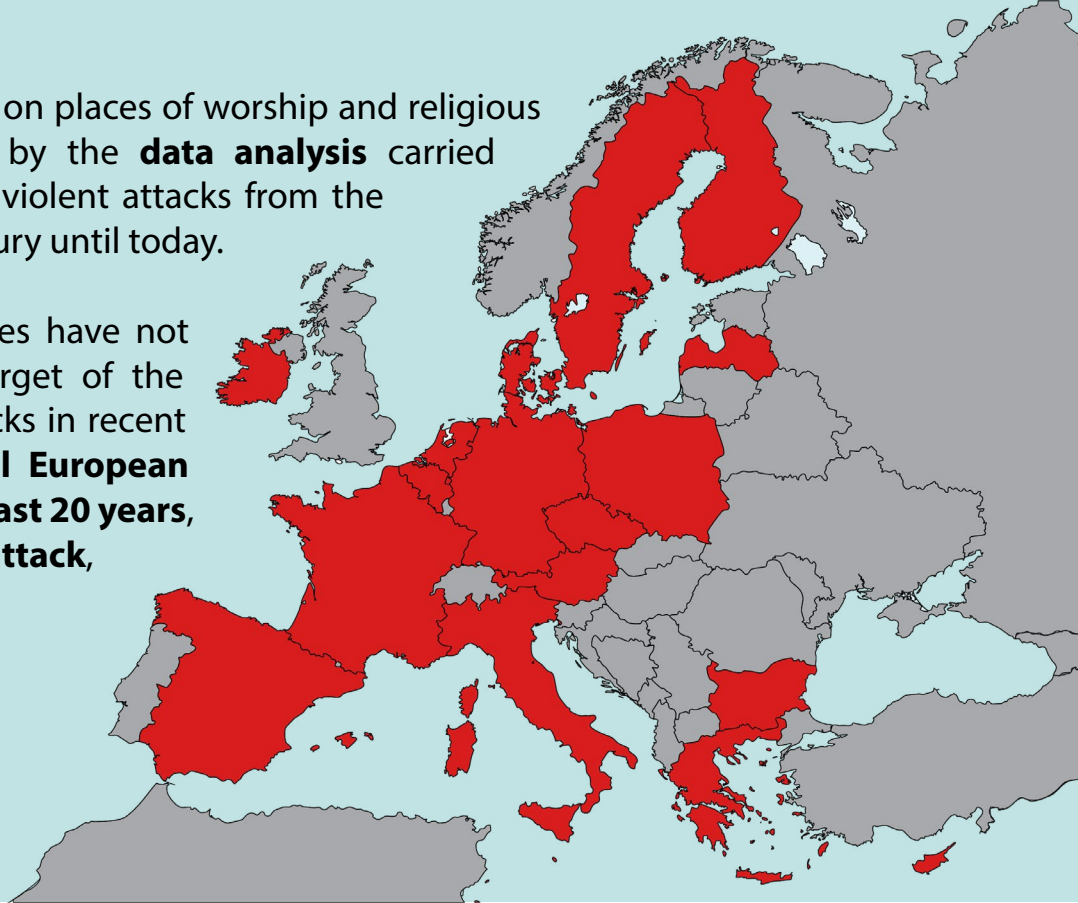 on places of worship and religious
by the data analysis carried
violent attacks from the
ury until today.
es have not
rget of the
ks in recent
l European
ast 20 years,
ttack,